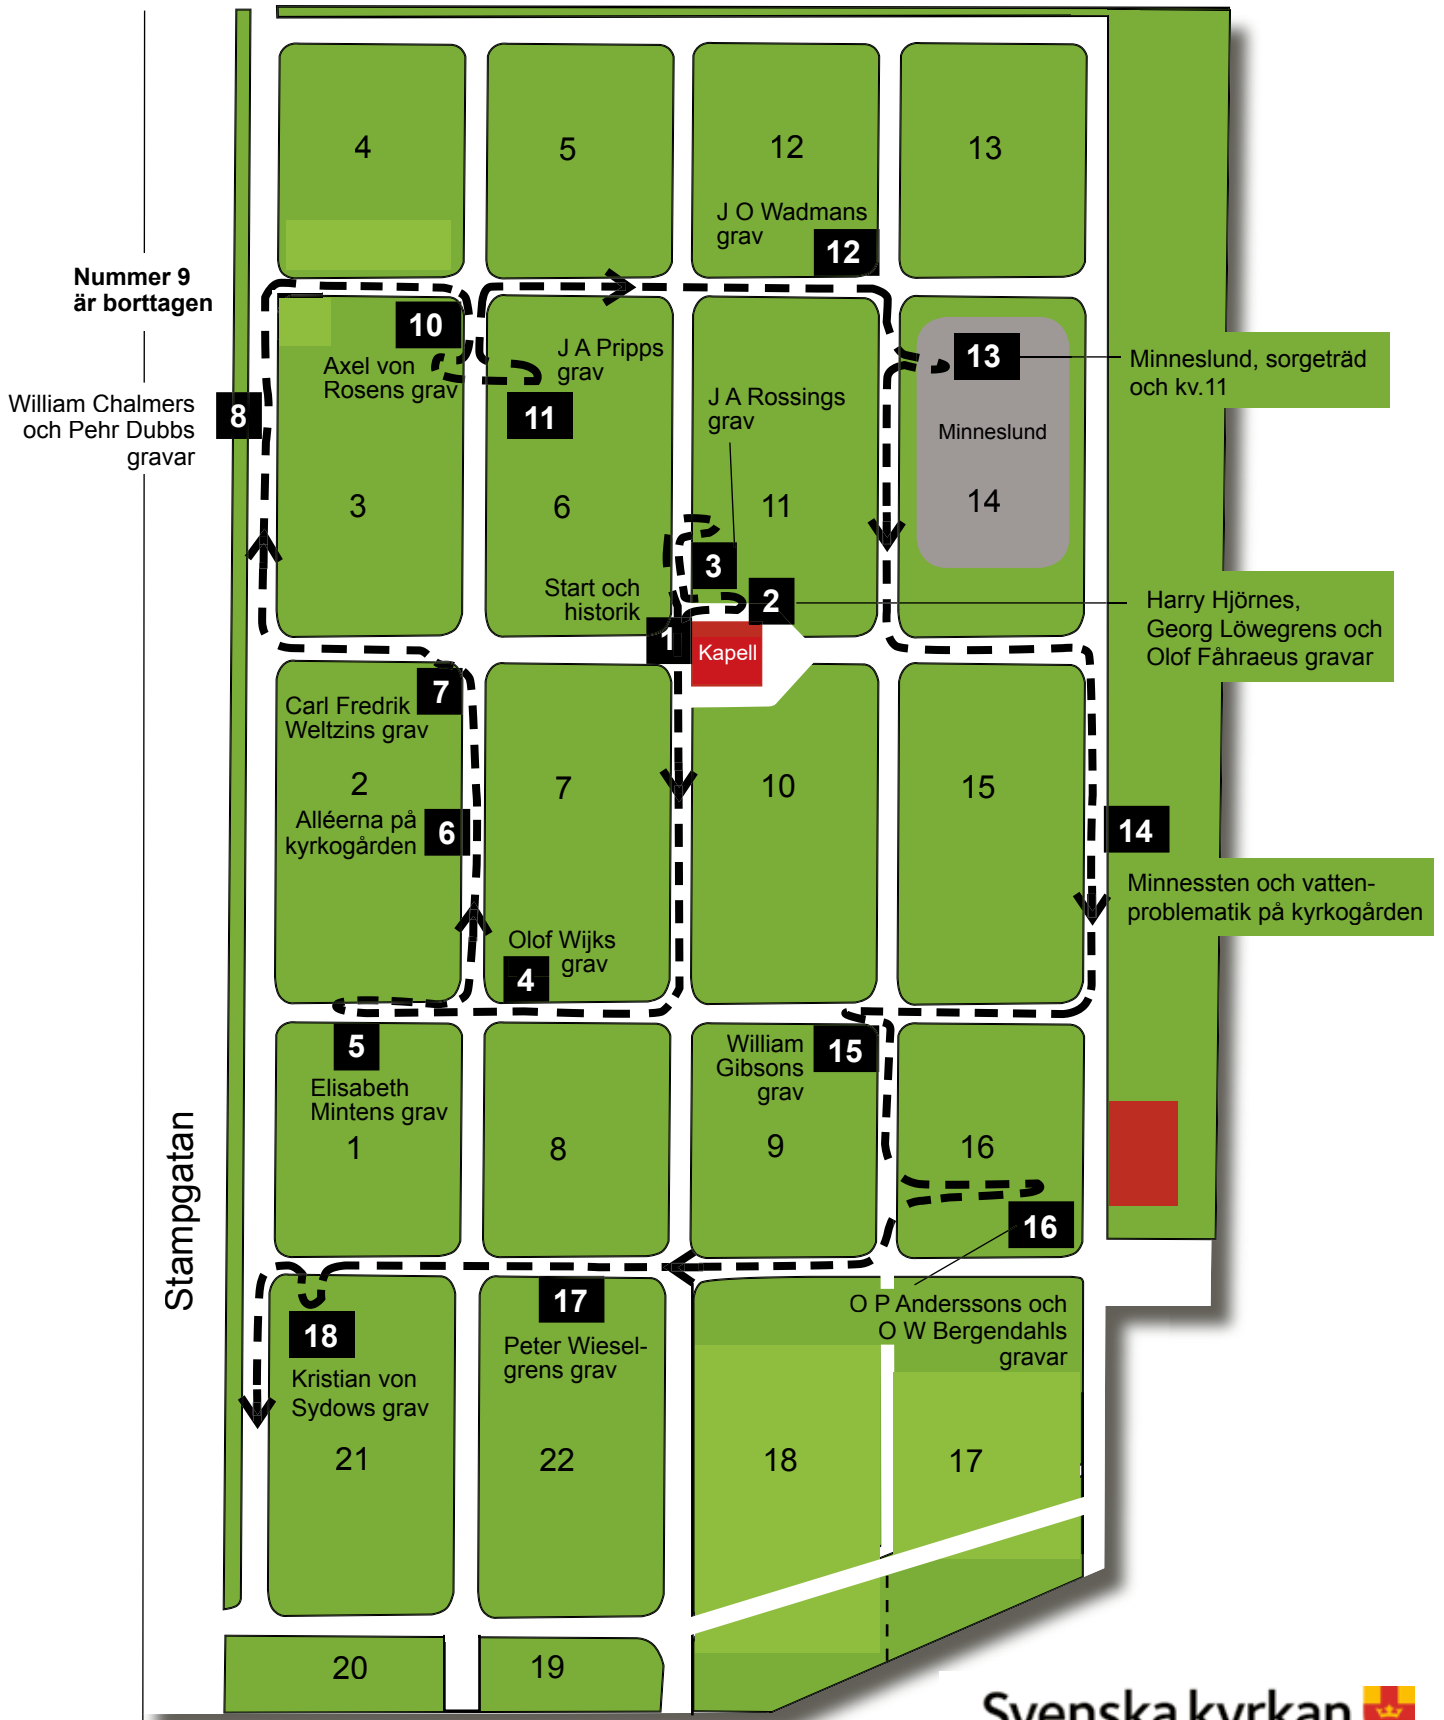 4
5
12
13
J O Wadmans
grav
12
Nummer 9
är borttagen
10
Axel von
Rosens grav
J A Pripps
grav
11
13
Minneslund, sorgeträd
och kv.11
William Chalmers
och Pehr Dubbs
gravar
8
J A Rossings
grav
Minneslund
3
6
11
14
3
Start och
historik
1
2
Kapell
Harry Hjörnes,
Georg Löwegrens och
Olof Fåhraeus gravar
7
Carl Fredrik
Weltzins grav
2
7
10
15
Alléerna på
kyrkogården
6
14
Minnessten och vatten-
problematik på kyrkogården
Olof Wijks
grav
4
5
Elisabeth
Mintens grav
1
8
William
Gibsons
grav
15
9
16
16
Stampgatan
17
Peter Wiesel-
grens grav
18
Kristian von
Sydows grav
O P Anderssons och
O W Bergendahls
gravar
21
22
18
17
20
19
Svenska kyrkan